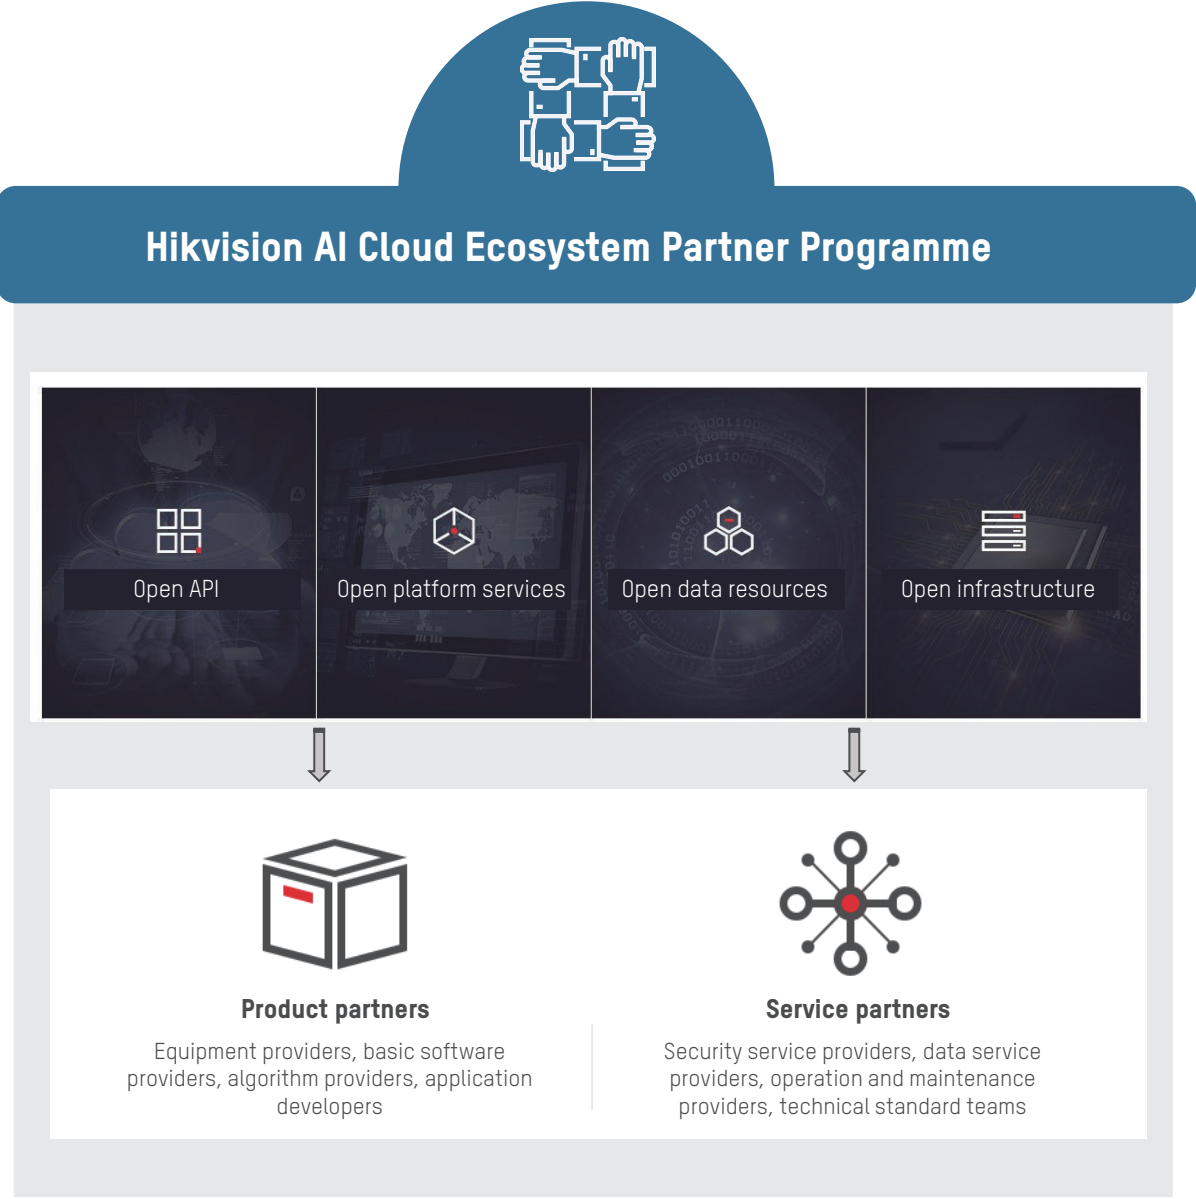 Hikvision AI Cloud Ecosystem Partner Programme
Open API
Open platform services
Open data resources
Open infrastructure
Product partners
Equipment providers, basic software
providers, algorithm providers, application
developers
Service partners
Security service providers, data service
providers, operation and maintenance
providers, technical standard teams